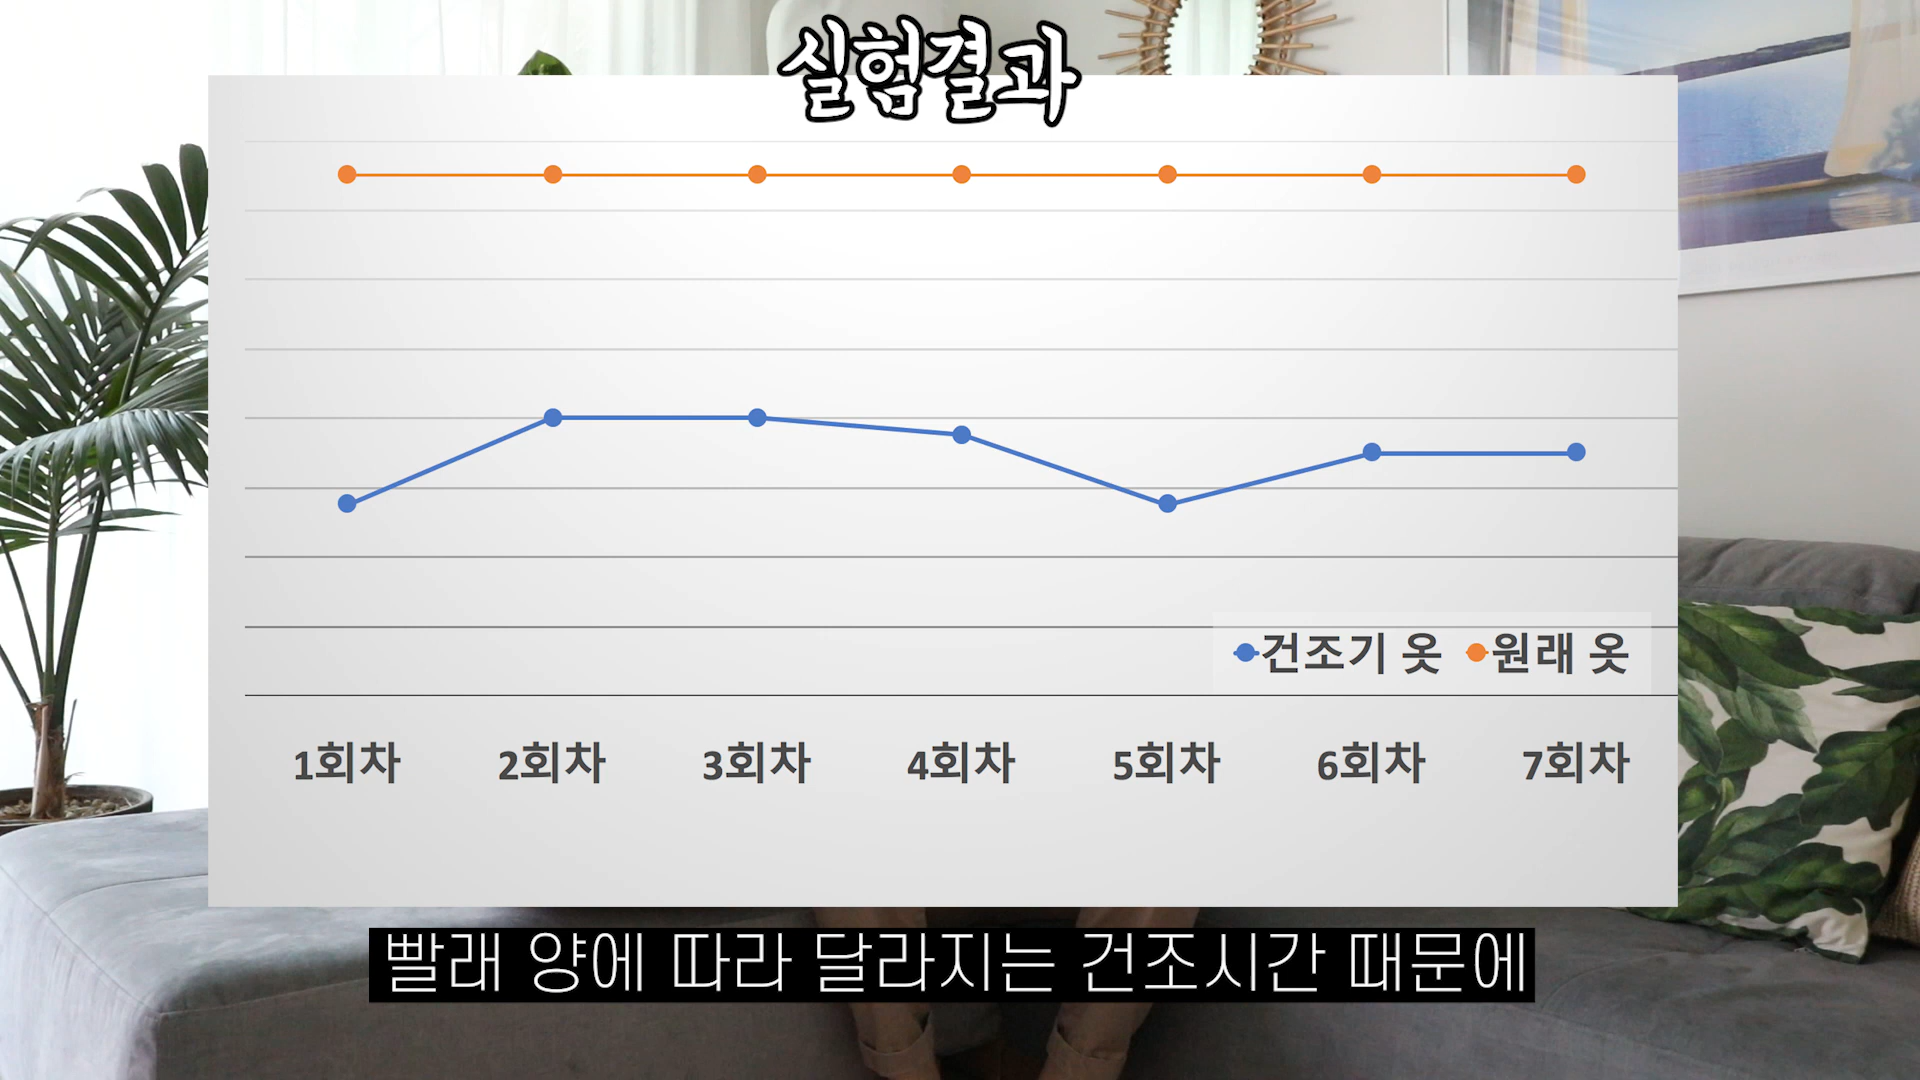 실험결과
건조기 옷 원래 옷
1회차 2회차 3회차 4회차 5회차 6회차 7회차
빨래 양에 따라 달라지는 건조시간 때문에